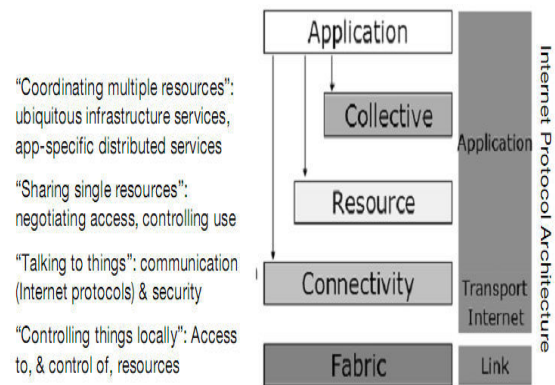 Application
“Coordinating multiple resources”:
ubiquitous infrastructure services,
app-specific distributed services
Collective
Application
“Sharing single resources”:
negotiating access, controlling use
Resource
“Talking to things”: communication
(Internet protocols) & security
Connectivity
Transport
Internet
“Controlling things locally”: Access
to, & control of, resources
Fabric
Link
Internet Protocol Architecture